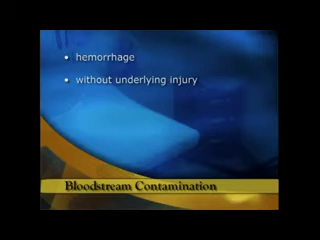 • hemorrhage
• without underlying injury
Bloodstream Contamination